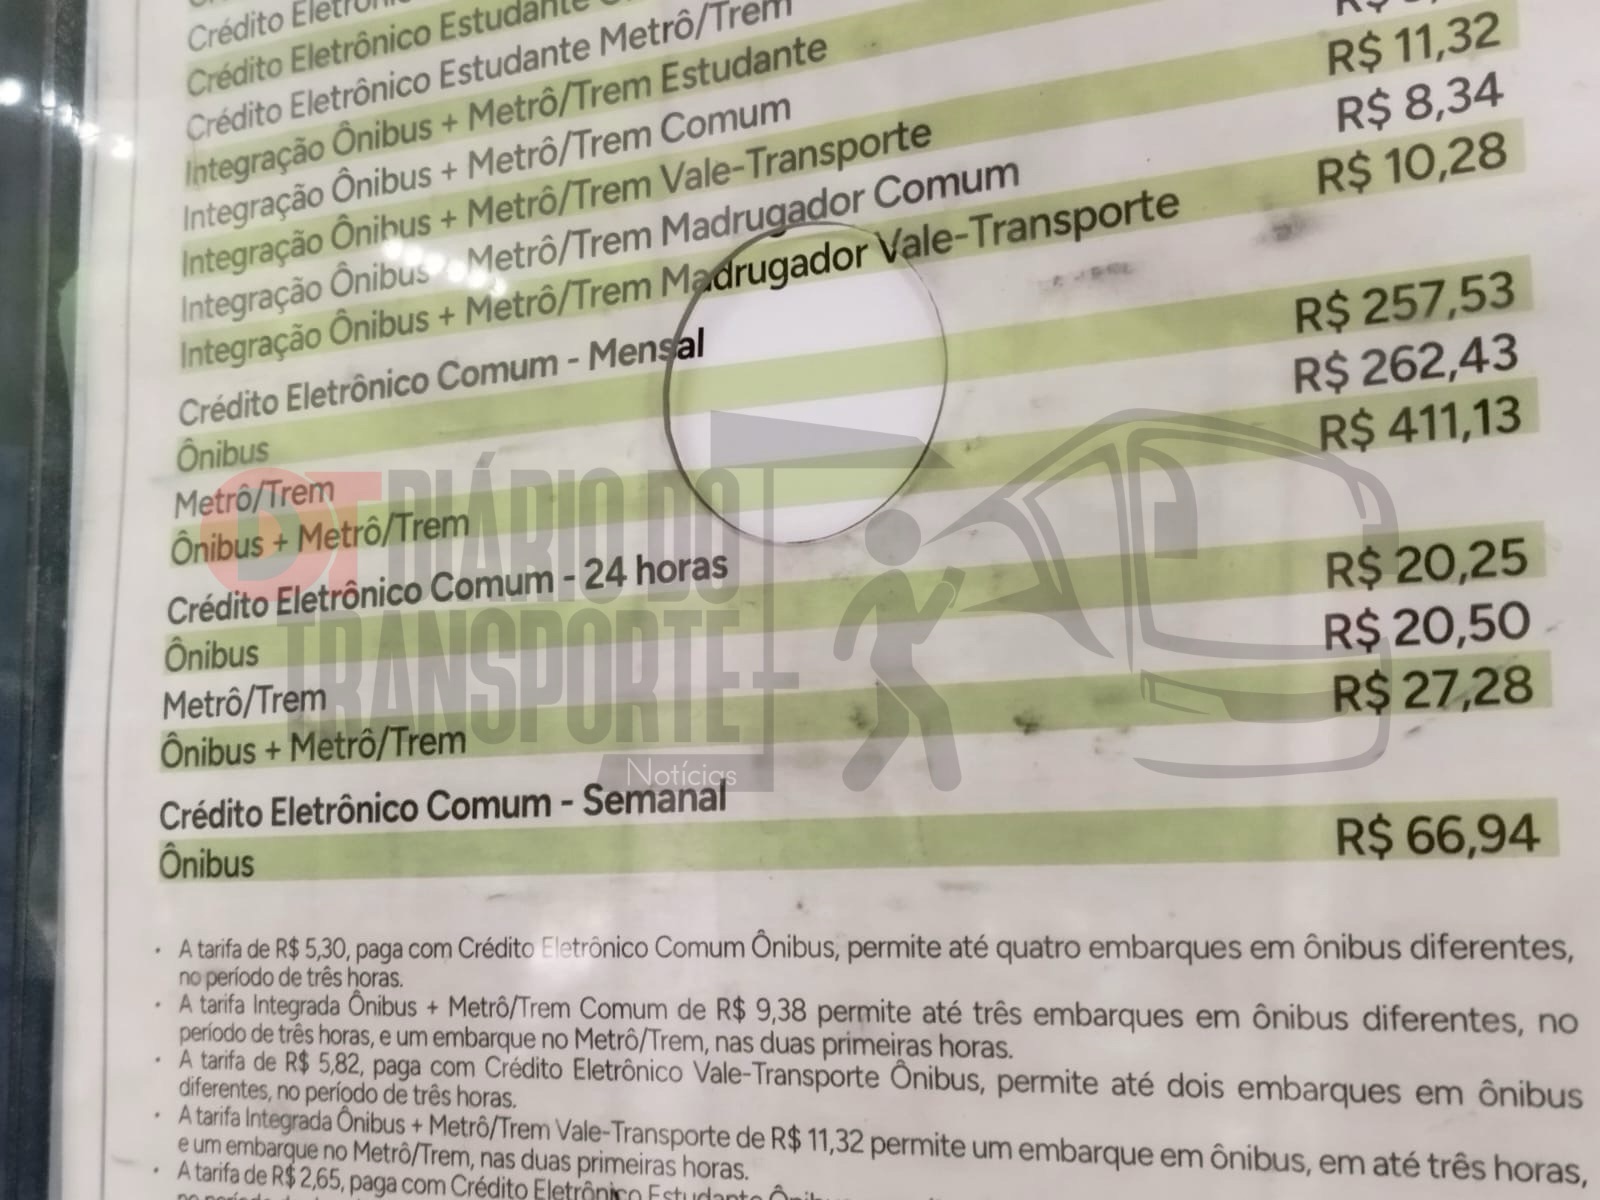 Crédito Eletrônico Estudante
Crédito Eletrônico Estudante Metrô/Trem
Integração Ônibus + Metrô/Trem Estudante
Integração Ônibus + Metrô/Trem Comum
Integração Ônibus + Metrô/Trem Vale-Transporte R$ 11,32
Integração Ônibus + Metrô/Trem Madrugador Comum R$ 8,34
Integração Ônibus + Metrô/Trem Madrugador Vale-Transporte R$ 10,28
Crédito Eletrônico Comum - Mensal
Ônibus R$ 257,53
Metrô/Trem R$ 262,43
Ônibus + Metrô/Trem R$ 411,13
Crédito Eletrônico Comum - 24 horas
Ônibus R$ 20,25
Metrô/Trem R$ 20,50
Ônibus + Metrô/Trem R$ 27,28
Crédito Eletrônico Comum - Semanal
Ônibus R$ 66,94
• A tarifa de R$ 5,30, paga com Crédito Eletrônico Comum Ônibus, permite até quatro embarques em ônibus diferentes,
no período de três horas.
• A tarifa Integrada Ônibus + Metrô/Trem Comum de R$ 9,38 permite até três embarques em ônibus diferentes, no
período de três horas, e um embarque no Metrô/Trem, nas duas primeiras horas.
• A tarifa de R$ 5,82, paga com Crédito Eletrônico Vale-Transporte Ônibus, permite até dois embarques em ônibus
diferentes, no período de três horas.
• A tarifa Integrada Ônibus + Metrô/Trem Vale-Transporte de R$ 11,32 permite um embarque em ônibus, em até três horas,
e um embarque no Metrô/Trem, nas duas primeiras horas.
• A tarifa de R$ 2,65, paga com Crédito Eletrônico Estudante
DT DIÁRIO DO
TRANSPORTE
Notícias